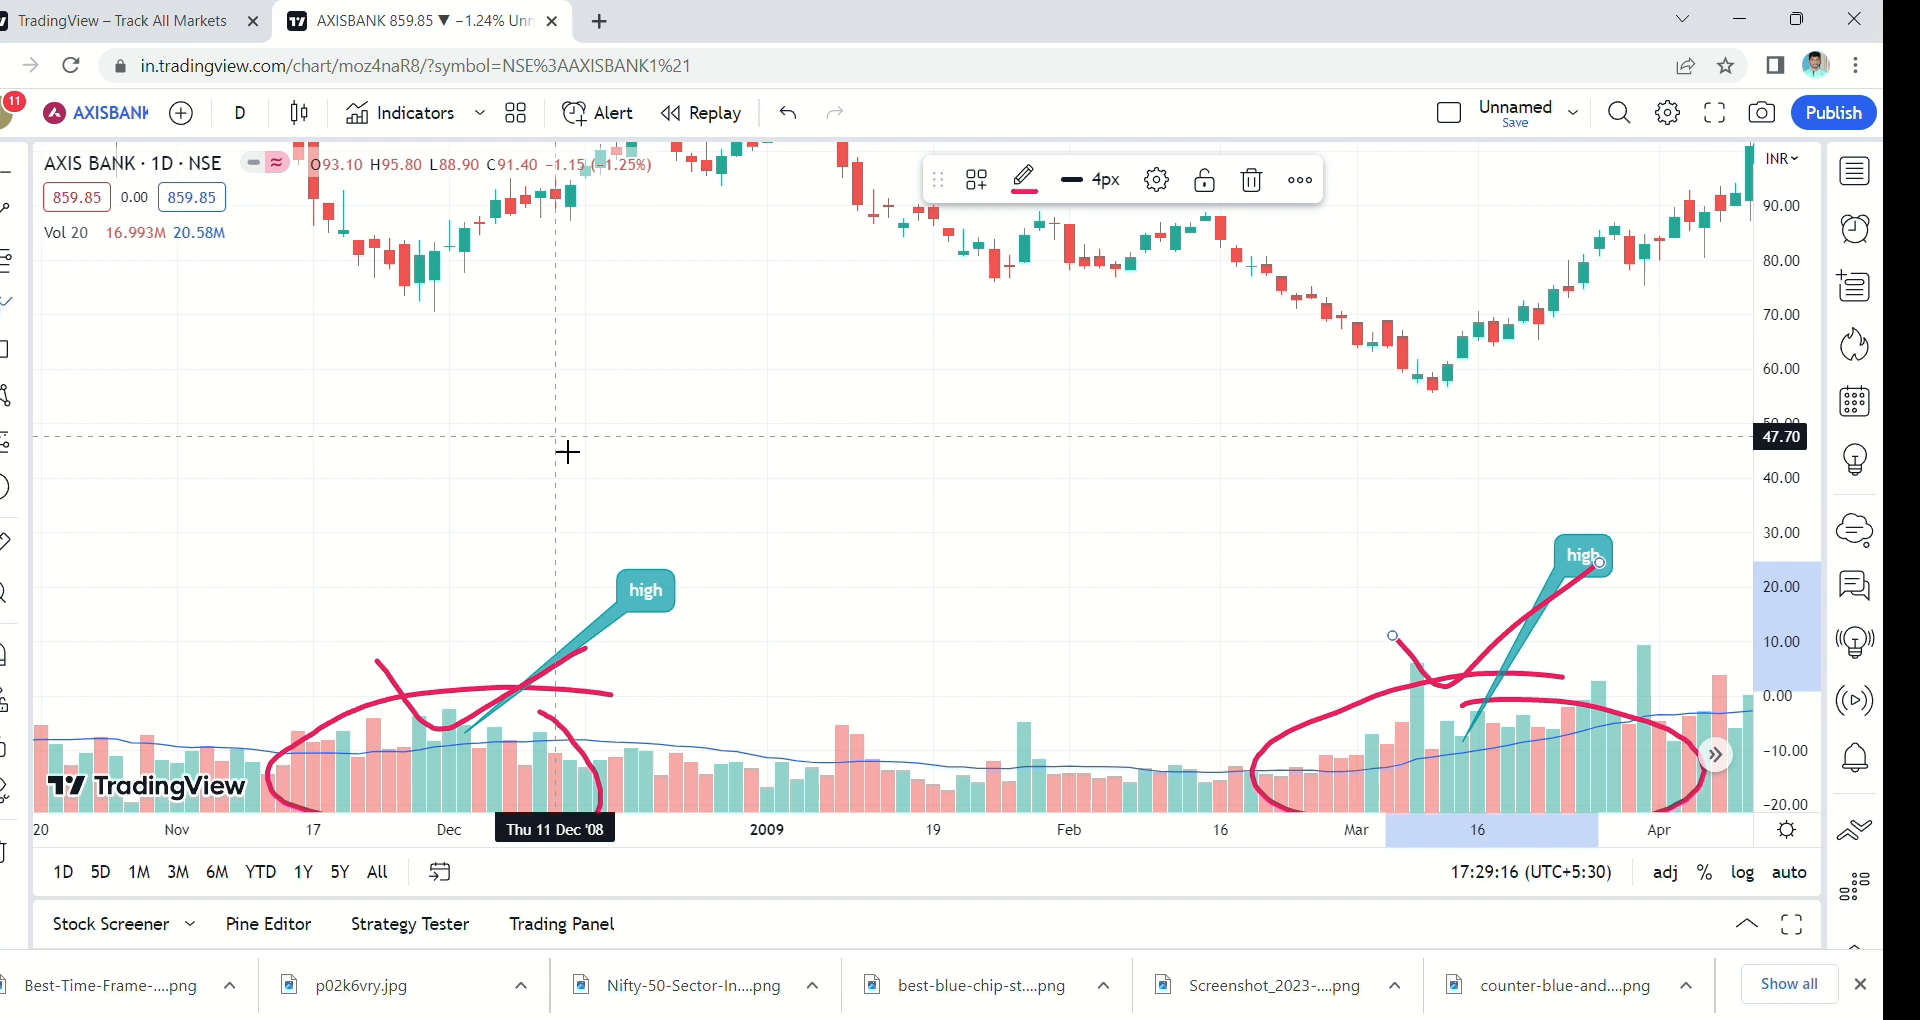 TradingView – Track All Markets
AXISBANK 859.85 ▼ −1.24% Unn
in.tradingview.com/chart/moz4naR8/?symbol=NSE%3AAXISBANK1%21
11
AXISBANK
D
Indicators
Alert
Replay
Unnamed
Save
Publish
AXIS BANK · 1D · NSE
O93.10 H95.80 L88.90 C91.40 −1.15 (−1.25%)
INR
859.85 0.00 859.85
Vol 20 16.993M 20.58M
4px
90.00
80.00
70.00
60.00
50.00
47.70
40.00
30.00
20.00
10.00
0.00
−10.00
−20.00
high
high
TradingView
20 Nov 17 Dec Thu 11 Dec '08 2009 19 Feb 16 Mar 16 Apr
1D 5D 1M 3M 6M YTD 1Y 5Y All
17:29:16 (UTC+5:30) adj % log auto
Stock Screener Pine Editor Strategy Tester Trading Panel
Best-Time-Frame-....png
p02k6vry.jpg
Nifty-50-Sector-In....png
best-blue-chip-st....png
Screenshot_2023-....png
counter-blue-and....png
Show all